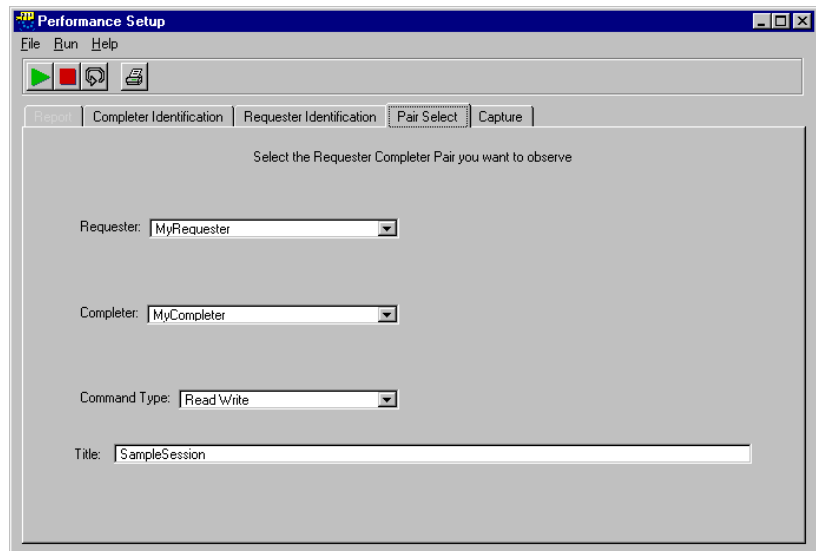 Performance Setup
File Run Help
Report Completer Identification Requester Identification Pair Select Capture
Select the Requester Completer Pair you want to observe
Requester: MyRequester
Completer: MyCompleter
Command Type: Read Write
Title: SampleSession